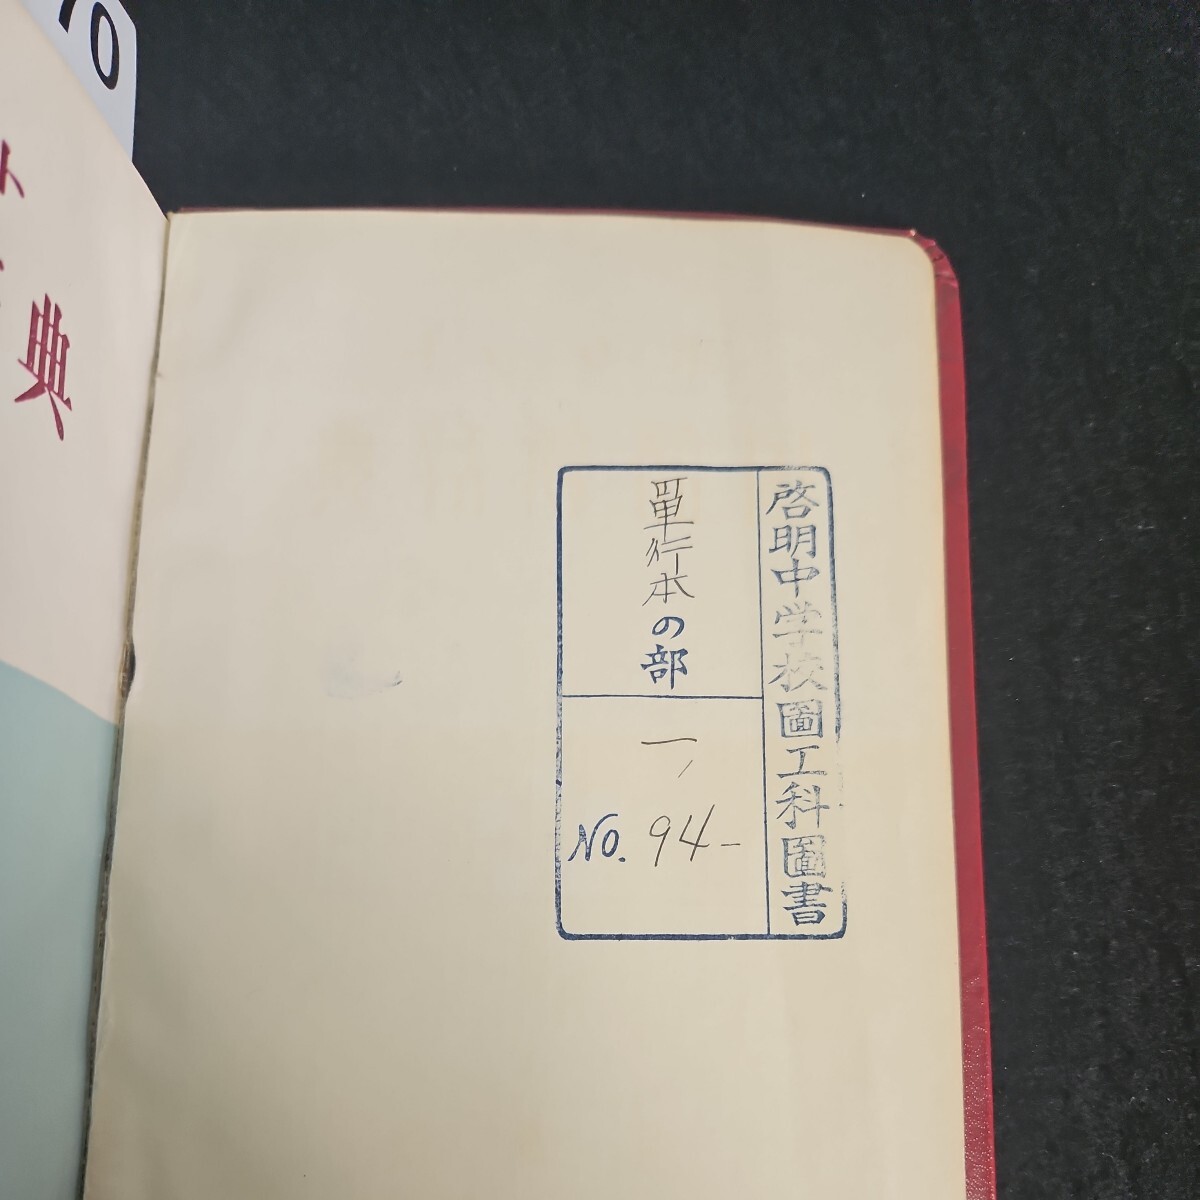 70
典
啓明中学校圖工科圖書
單行本の部
一、
NO. 94-